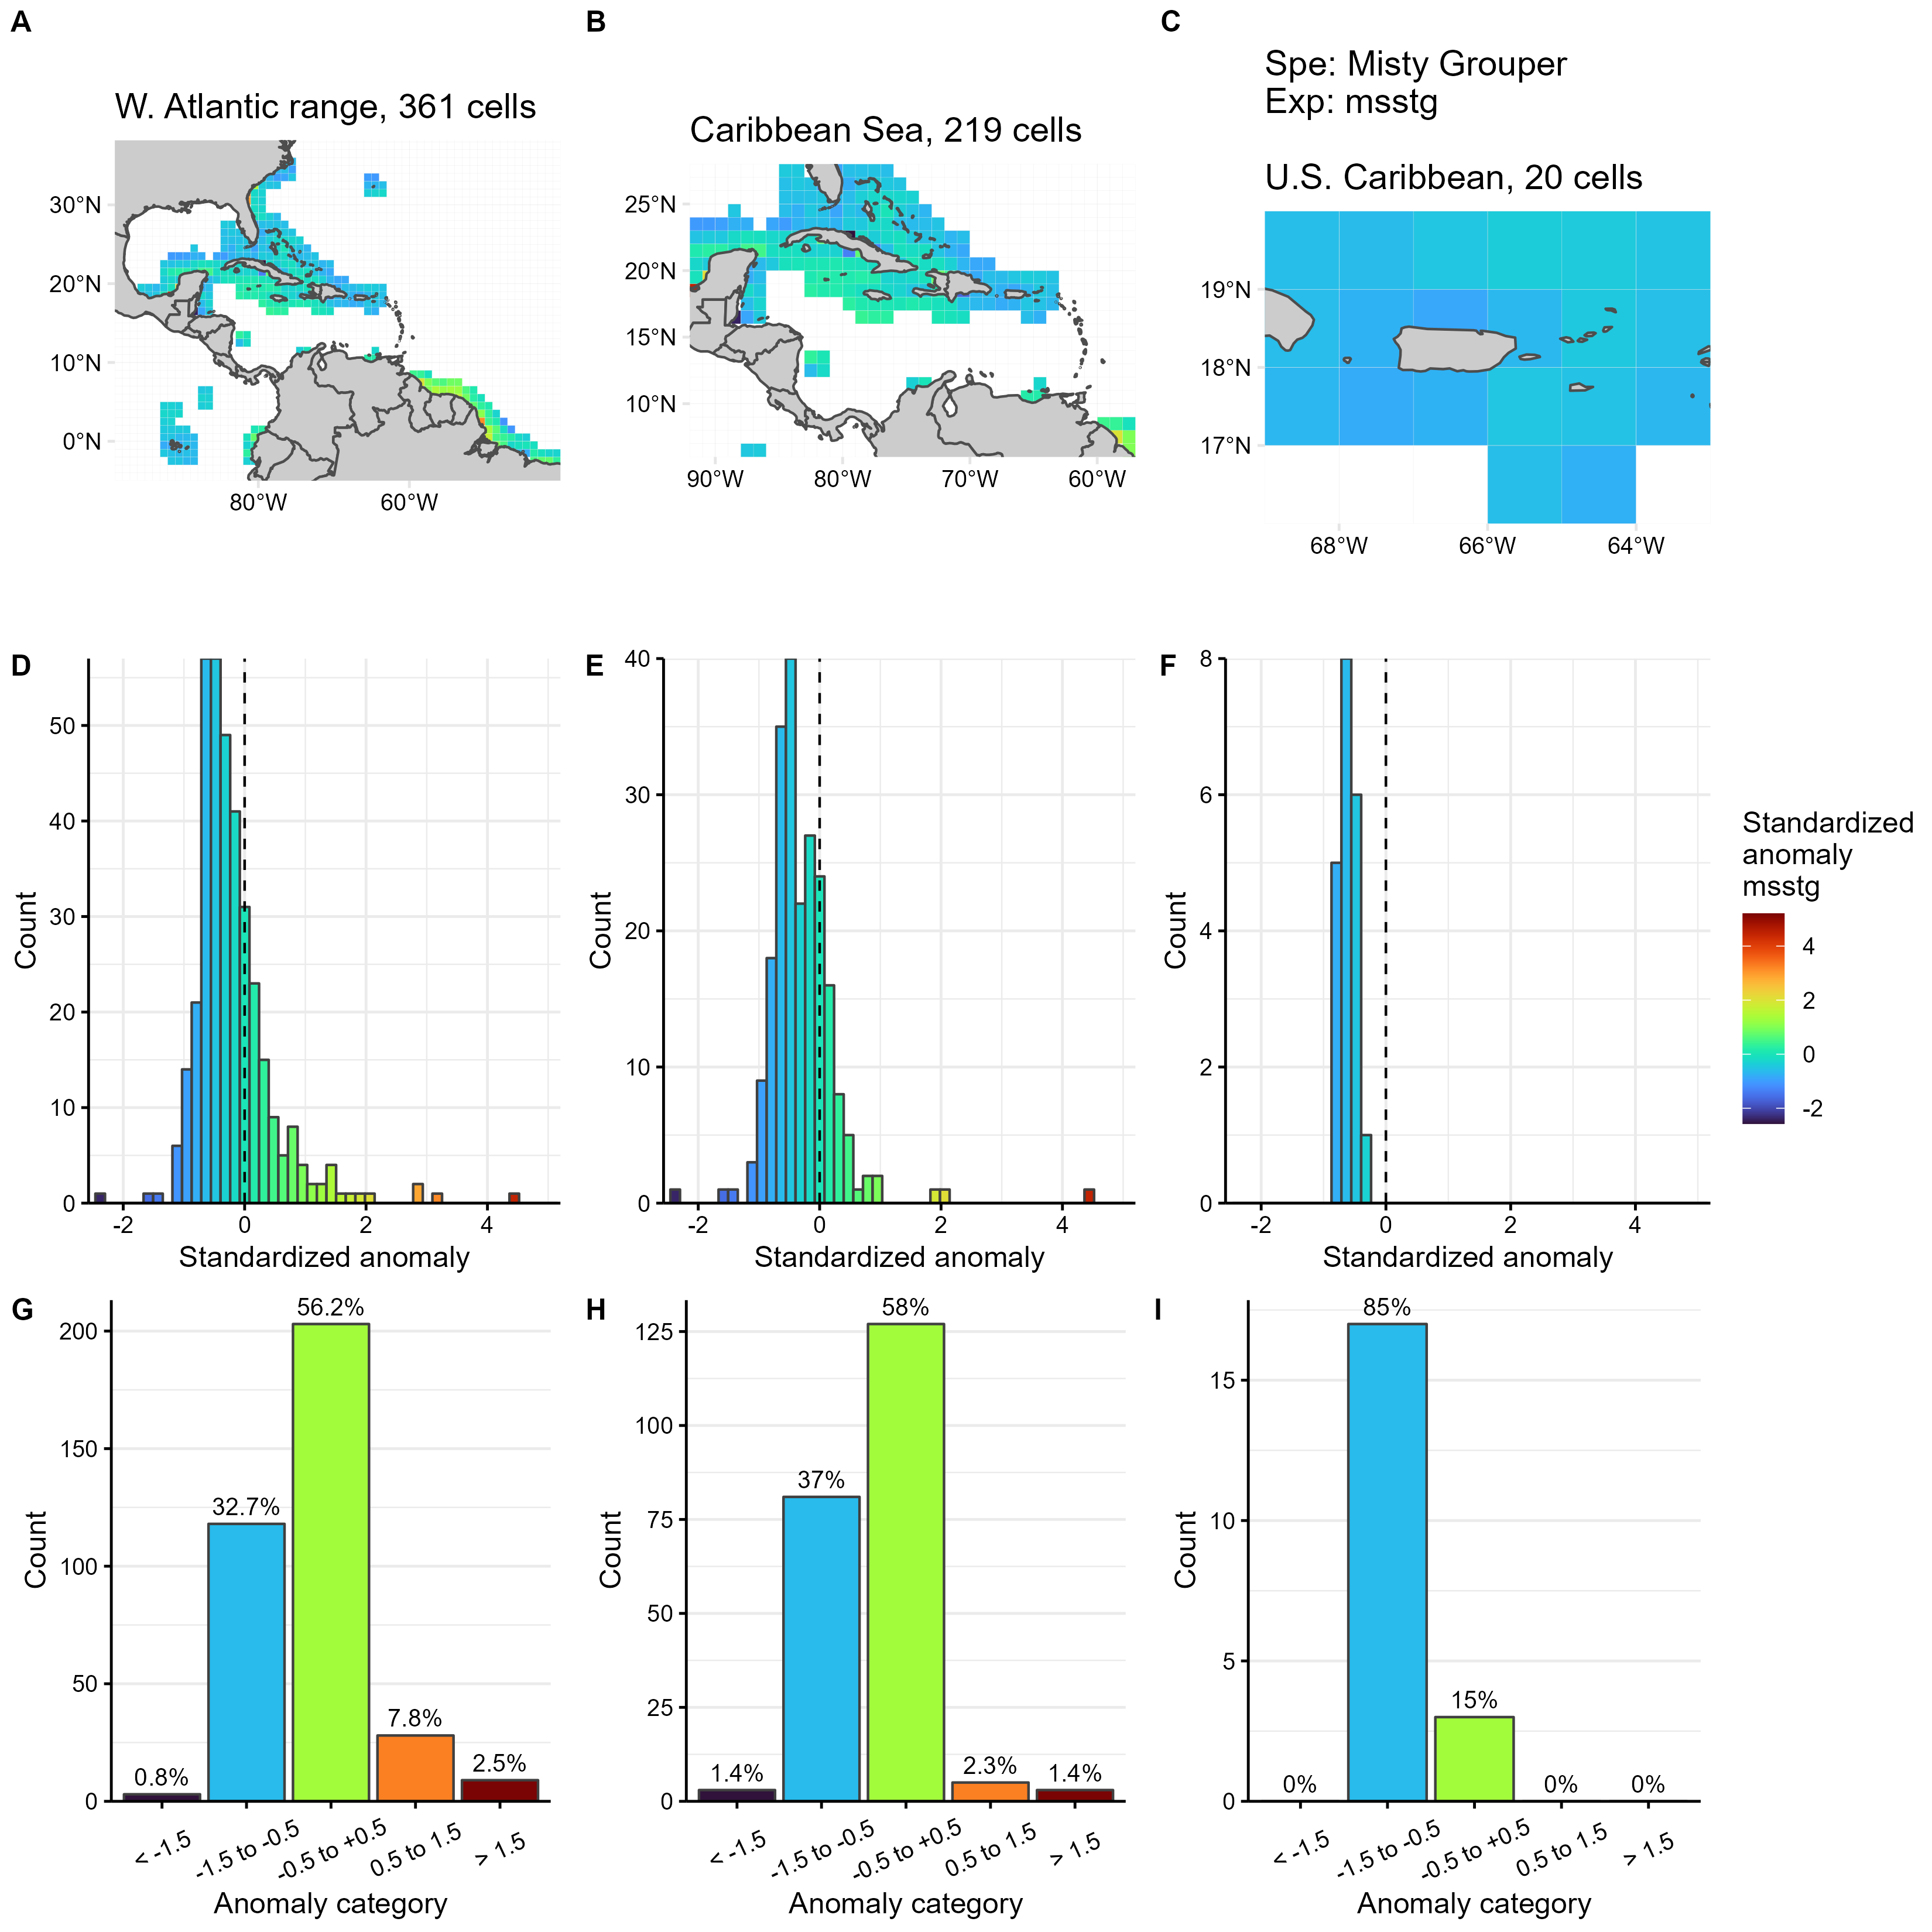 A
B
C
W. Atlantic range, 361 cells
Caribbean Sea, 219 cells
Spe: Misty Grouper
Exp: msstg
U.S. Caribbean, 20 cells
30°N
20°N
10°N
0°N
80°W
60°W
25°N
20°N
15°N
10°N
90°W
80°W
70°W
60°W
19°N
18°N
17°N
68°W
66°W
64°W
D
Count
50
40
30
20
10
0
-2
0
2
4
Standardized anomaly
E
Count
40
30
20
10
0
-2
0
2
4
Standardized anomaly
F
Count
8
6
4
2
0
-2
0
2
4
Standardized anomaly
Standardized
anomaly
msstg
4
2
0
-2
G
Count
200
150
100
50
0
0.8%
32.7%
56.2%
7.8%
2.5%
< -1.5
-1.5 to -0.5
-0.5 to +0.5
0.5 to 1.5
> 1.5
Anomaly category
H
Count
125
100
75
50
25
0
1.4%
37%
58%
2.3%
1.4%
< -1.5
-1.5 to -0.5
-0.5 to +0.5
0.5 to 1.5
> 1.5
Anomaly category
I
Count
15
10
5
0
0%
85%
15%
0%
0%
< -1.5
-1.5 to -0.5
-0.5 to +0.5
0.5 to 1.5
> 1.5
Anomaly category